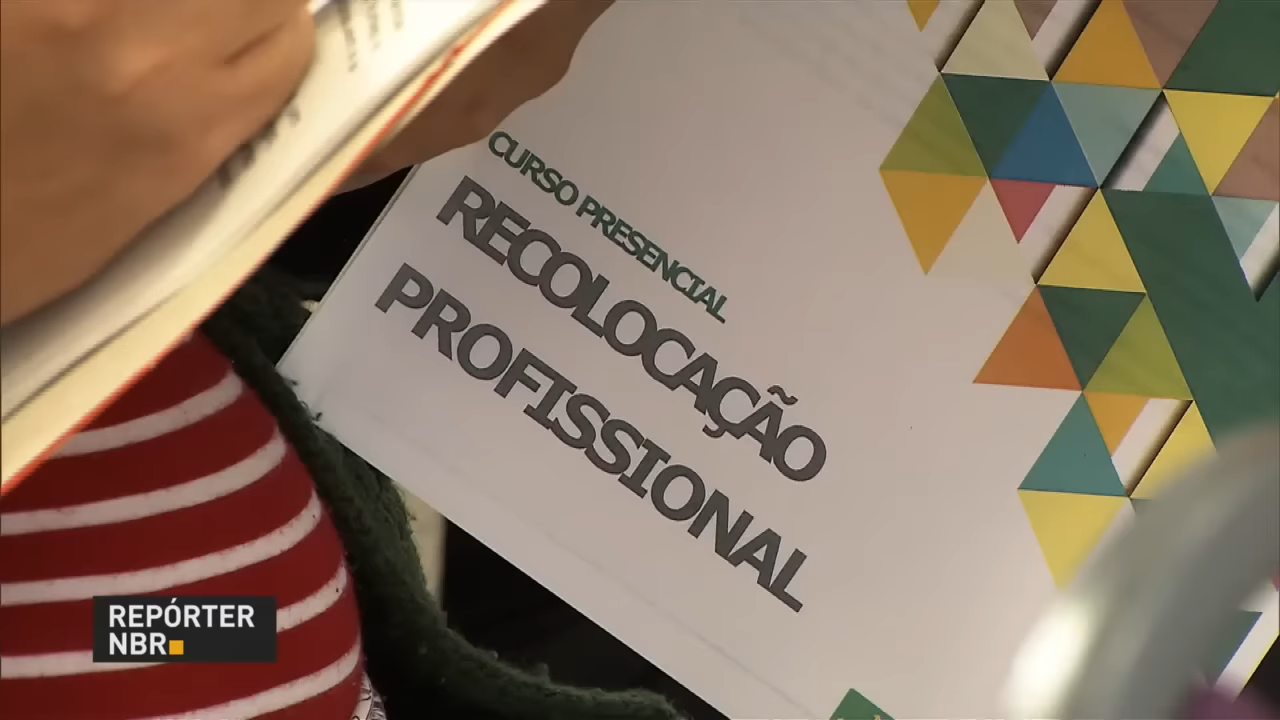 CURSO PRESENCIAL
RECOLOCAÇÃO
PROFISSIONAL
REPÓRTER
NBR